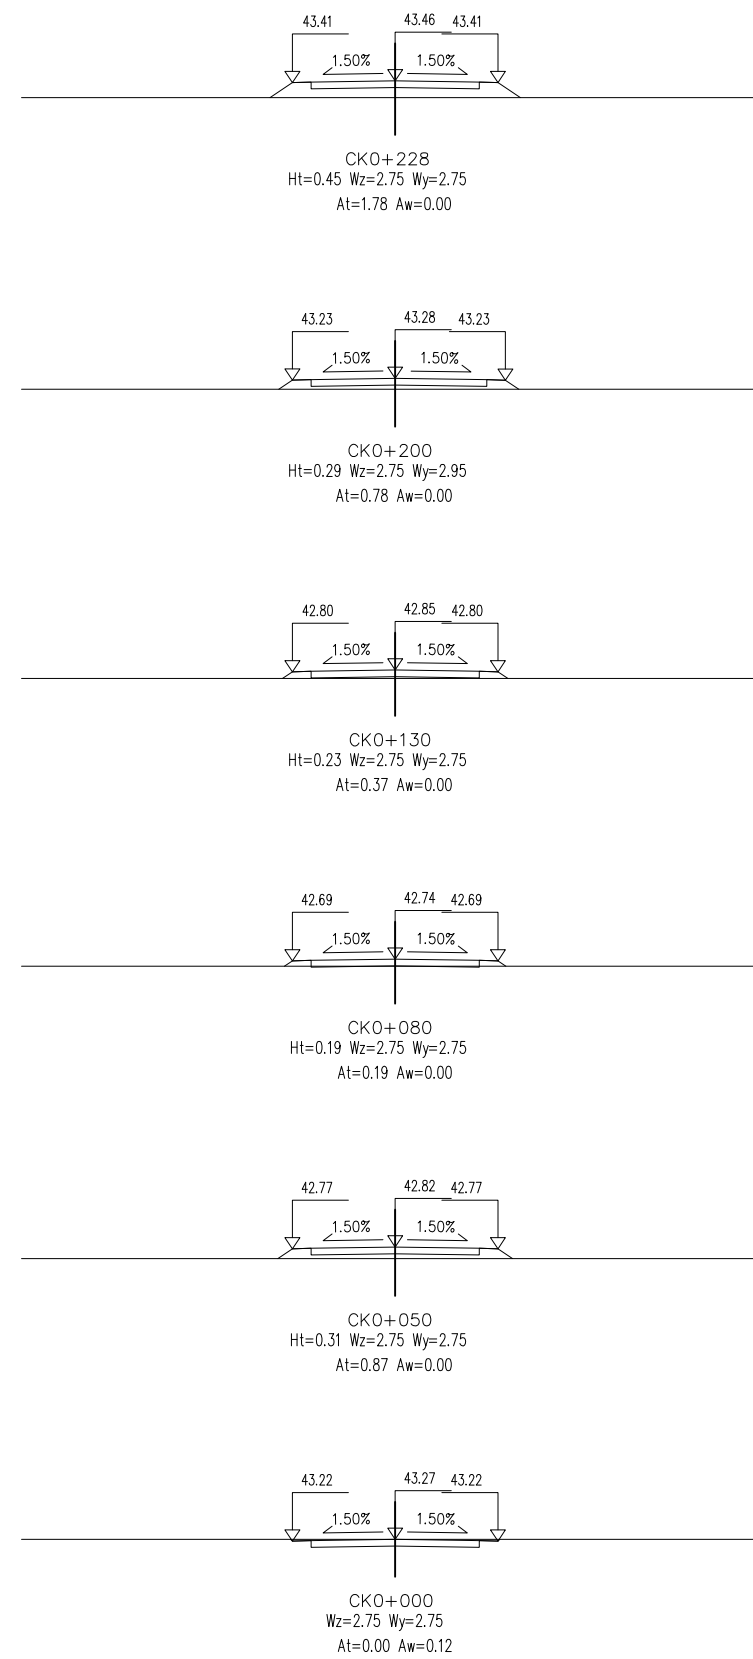 43.41 43.46 43.41
1.50% 1.50%
CK0+228
Ht=0.45 Wz=2.75 Wy=2.75
At=1.78 Aw=0.00
43.23 43.28 43.23
1.50% 1.50%
CK0+200
Ht=0.29 Wz=2.75 Wy=2.95
At=0.78 Aw=0.00
42.80 42.85 42.80
1.50% 1.50%
CK0+130
Ht=0.23 Wz=2.75 Wy=2.75
At=0.37 Aw=0.00
42.69 42.74 42.69
1.50% 1.50%
CK0+080
Ht=0.19 Wz=2.75 Wy=2.75
At=0.19 Aw=0.00
42.77 42.82 42.77
1.50% 1.50%
CK0+050
Ht=0.31 Wz=2.75 Wy=2.75
At=0.87 Aw=0.00
43.22 43.27 43.22
1.50% 1.50%
CK0+000
Wz=2.75 Wy=2.75
At=0.00 Aw=0.12